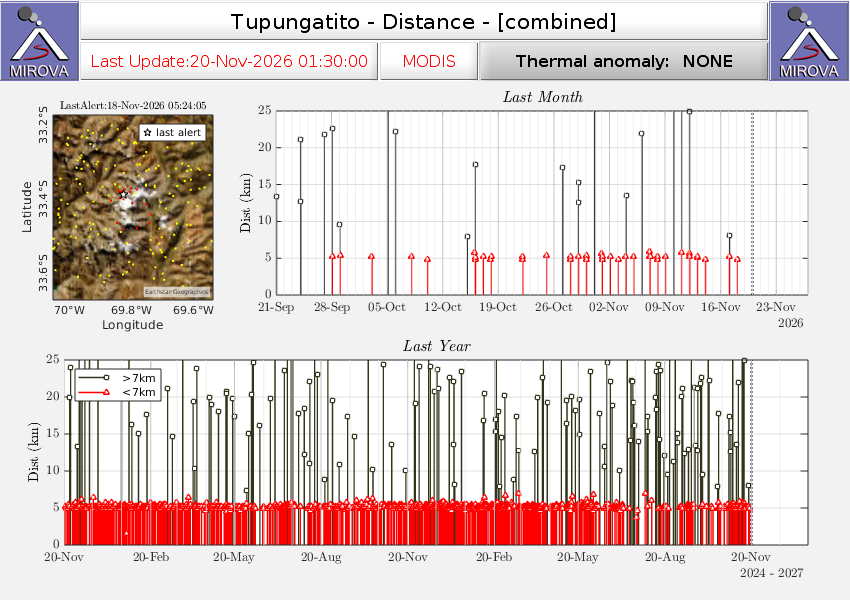 Tupungatito - Distance - [combined]
MIROVA
Last Update:20-Nov-2026 01:30:00
MODIS
Thermal anomaly: NONE
MIROVA
LastAlert:18-Nov-2026 05:24:05
last alert
Latitude
33.2°S
33.4°S
33.6°S
Earthstar Geographics
70°W
69.8°W
69.6°W
Longitude
Last Month
Dist (km)
25
20
15
10
5
0
21-Sep
28-Sep
05-Oct
12-Oct
19-Oct
26-Oct
02-Nov
09-Nov
16-Nov
23-Nov
2026
Last Year
Dist (km)
25
20
15
10
5
0
>7km
<7km
20-Nov
20-Feb
20-May
20-Aug
20-Nov
20-Feb
20-May
20-Aug
20-Nov
2024 - 2027